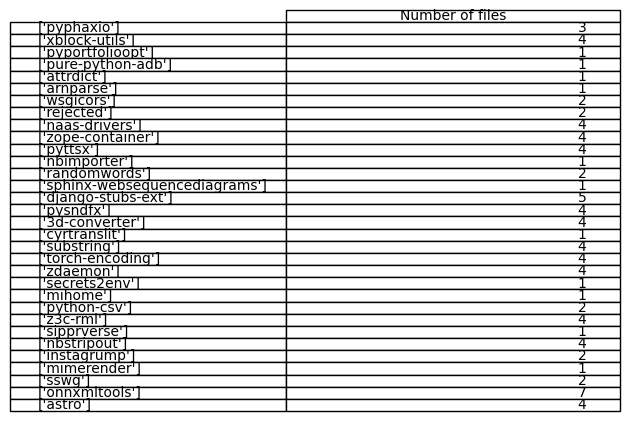 Number of files
['pyphaxio'] 3
['xblock-utils'] 4
['pyportfolioopt'] 1
['pure-python-adb'] 1
['attrdict'] 1
['arnparse'] 1
['wsgicors'] 2
['rejected'] 2
['naas-drivers'] 4
['zope-container'] 4
['pyttsx'] 4
['nbimporter'] 1
['randomwords'] 2
['sphinx-websequencediagrams'] 1
['django-stubs-ext'] 5
['pysndfx'] 4
['3d-converter'] 4
['cyrtranslit'] 1
['substring'] 4
['torch-encoding'] 4
['zdaemon'] 4
['secrets2env'] 1
['mihome'] 1
['python-csv'] 2
['z3c-rml'] 4
['sipprverse'] 1
['nbstripout'] 4
['instagrump'] 2
['mimerender'] 1
['sswg'] 2
['onnxmltools'] 7
['astro'] 4